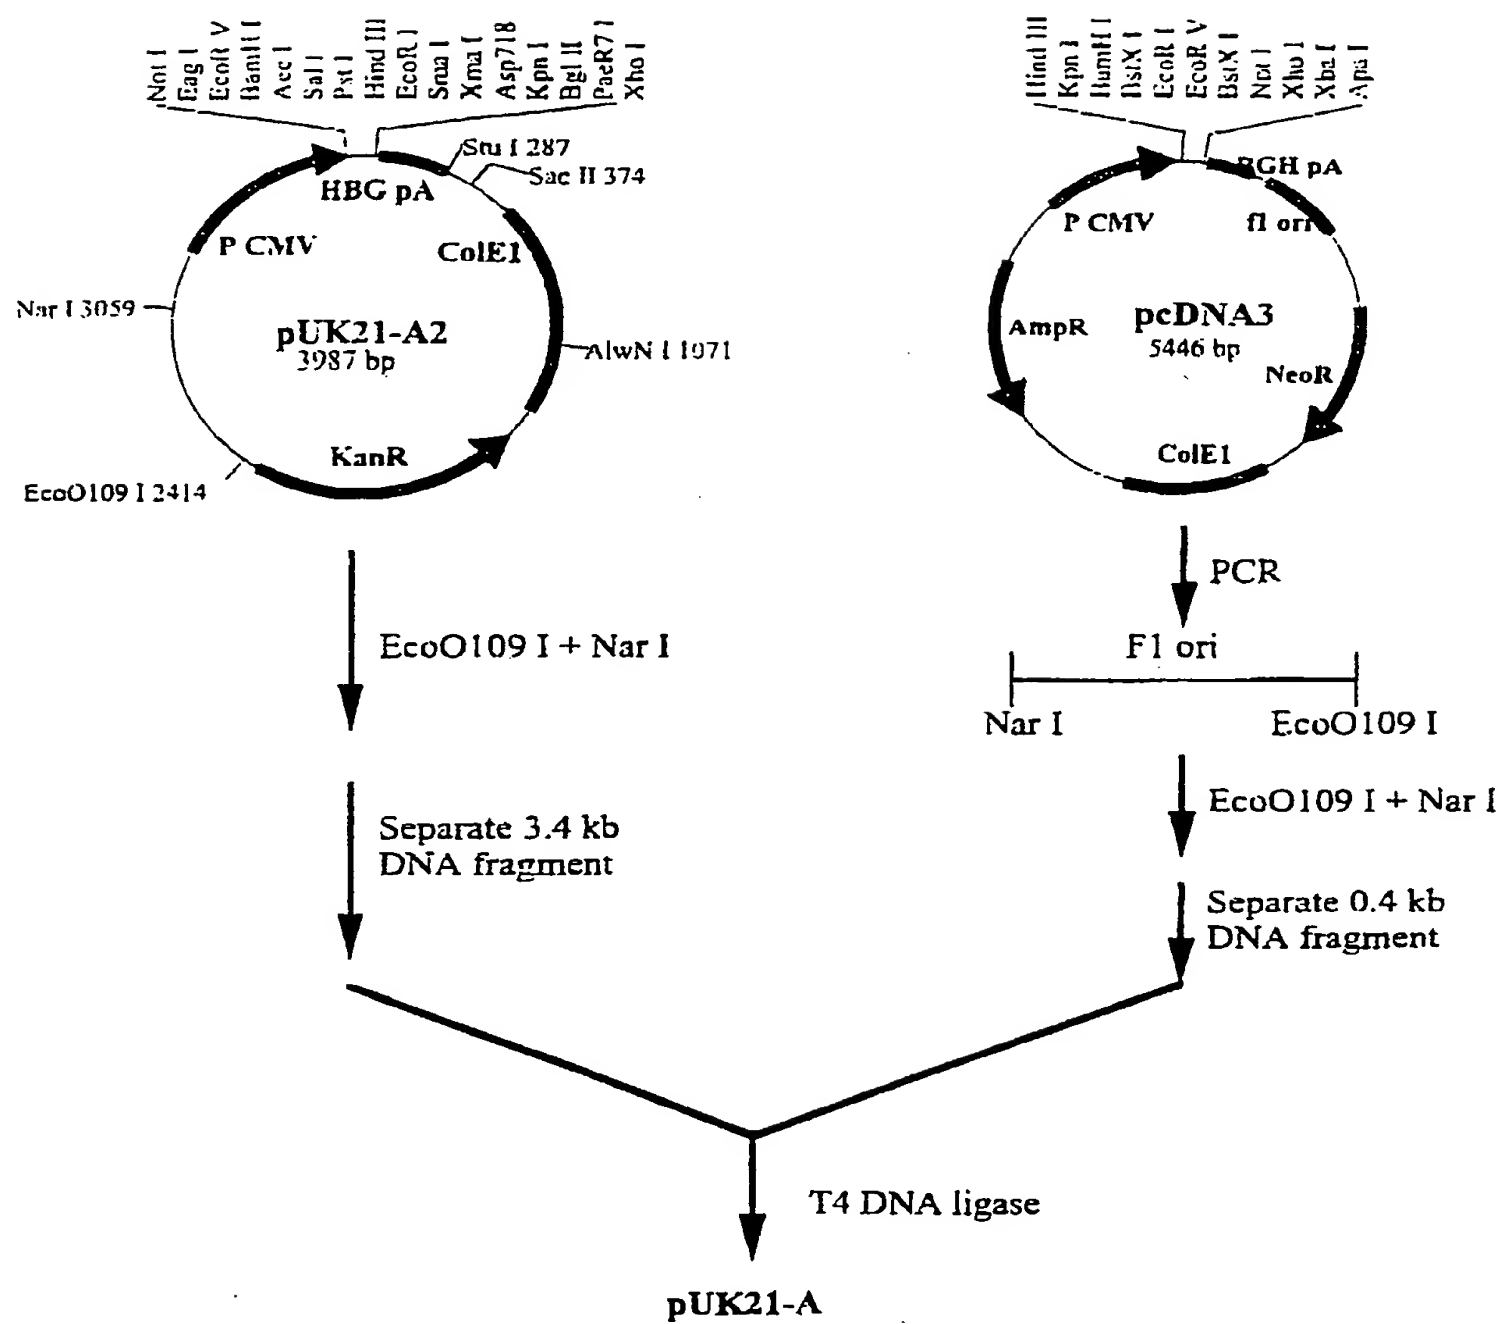 Not I
Eag I
EcoR V
BamH I
Acc I
Sal I
Pst I
Hind III
EcoR I
Sma I
Xma I
Asp718
Kpn I
Bgl II
PaeR7 I
Xho I
Stu I 287
Sac II 374
HBG pA
P CMV
ColE1
Nar I 3059
pUK21-A2
3987 bp
AlwN I 1071
KanR
EcoO109 I 2414
Hind III
Kpn I
BamH I
BstX I
EcoR I
EcoR V
BstX I
Not I
Xho I
Xba I
Apa I
BGH pA
P CMV
f1 ori
AmpR
pcDNA3
5446 bp
NeoR
ColE1
PCR
EcoO109 I + Nar I
F1 ori
Nar I
EcoO109 I
EcoO109 I + Nar I
Separate 3.4 kb
DNA fragment
Separate 0.4 kb
DNA fragment
T4 DNA ligase
pUK21-A